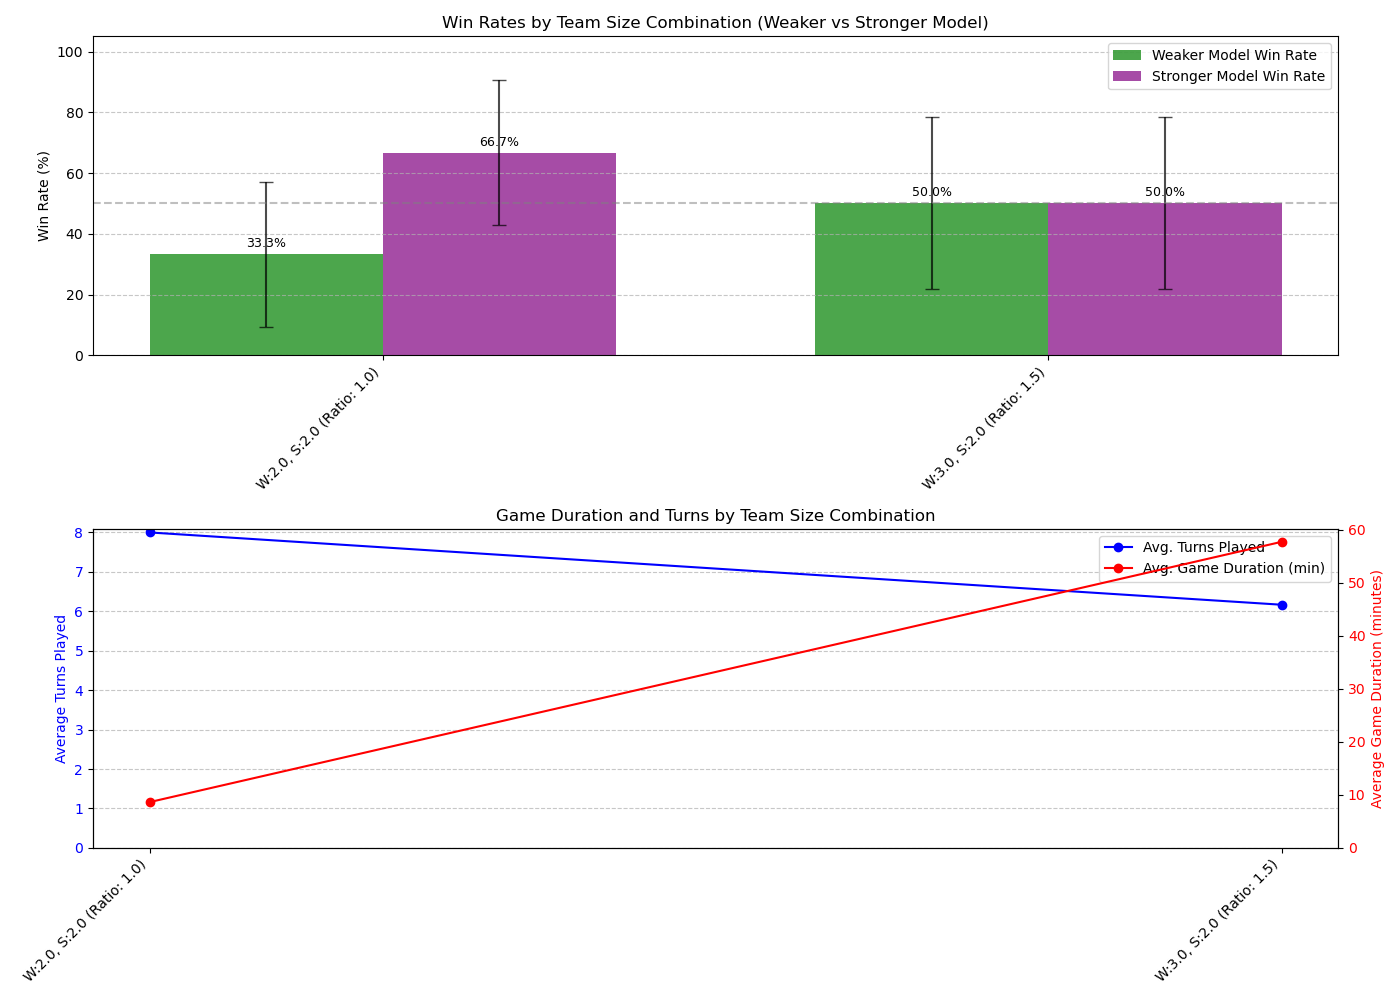 Win Rates by Team Size Combination (Weaker vs Stronger Model)
Win Rate (%)
100
80
60
40
20
0
Weaker Model Win Rate
Stronger Model Win Rate
33.3%
66.7%
50.0%
50.0%
W:2.0, S:2.0 (Ratio: 1.0)
W:3.0, S:2.0 (Ratio: 1.5)
Game Duration and Turns by Team Size Combination
Average Turns Played
8
7
6
5
4
3
2
1
0
Avg. Turns Played
Avg. Game Duration (min)
60
50
40
30
20
10
0
Average Game Duration (minutes)
W:2.0, S:2.0 (Ratio: 1.0)
W:3.0, S:2.0 (Ratio: 1.5)